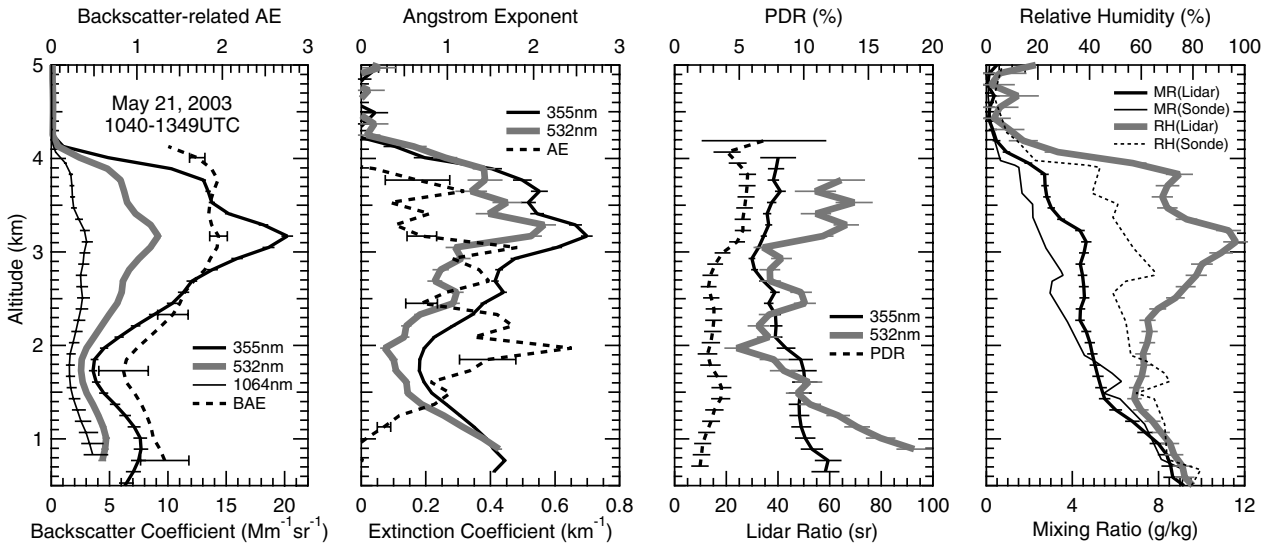 Backscatter-related AE
0 1 2 3
5
4
3
2
1
Altitude (km)
May 21, 2003
1040-1349UTC
355nm
532nm
1064nm
BAE
0 5 10 15 20
Backscatter Coefficient (Mm⁻¹sr⁻¹)
Angstrom Exponent
0 1 2 3
355nm
532nm
AE
0.0 0.2 0.4 0.6 0.8
Extinction Coefficient (km⁻¹)
PDR (%)
0 5 10 15 20
355nm
532nm
PDR
0 20 40 60 80 100
Lidar Ratio (sr)
Relative Humidity (%)
0 20 40 60 80 100
MR(Lidar)
MR(Sonde)
RH(Lidar)
RH(Sonde)
0 4 8 12
Mixing Ratio (g/kg)